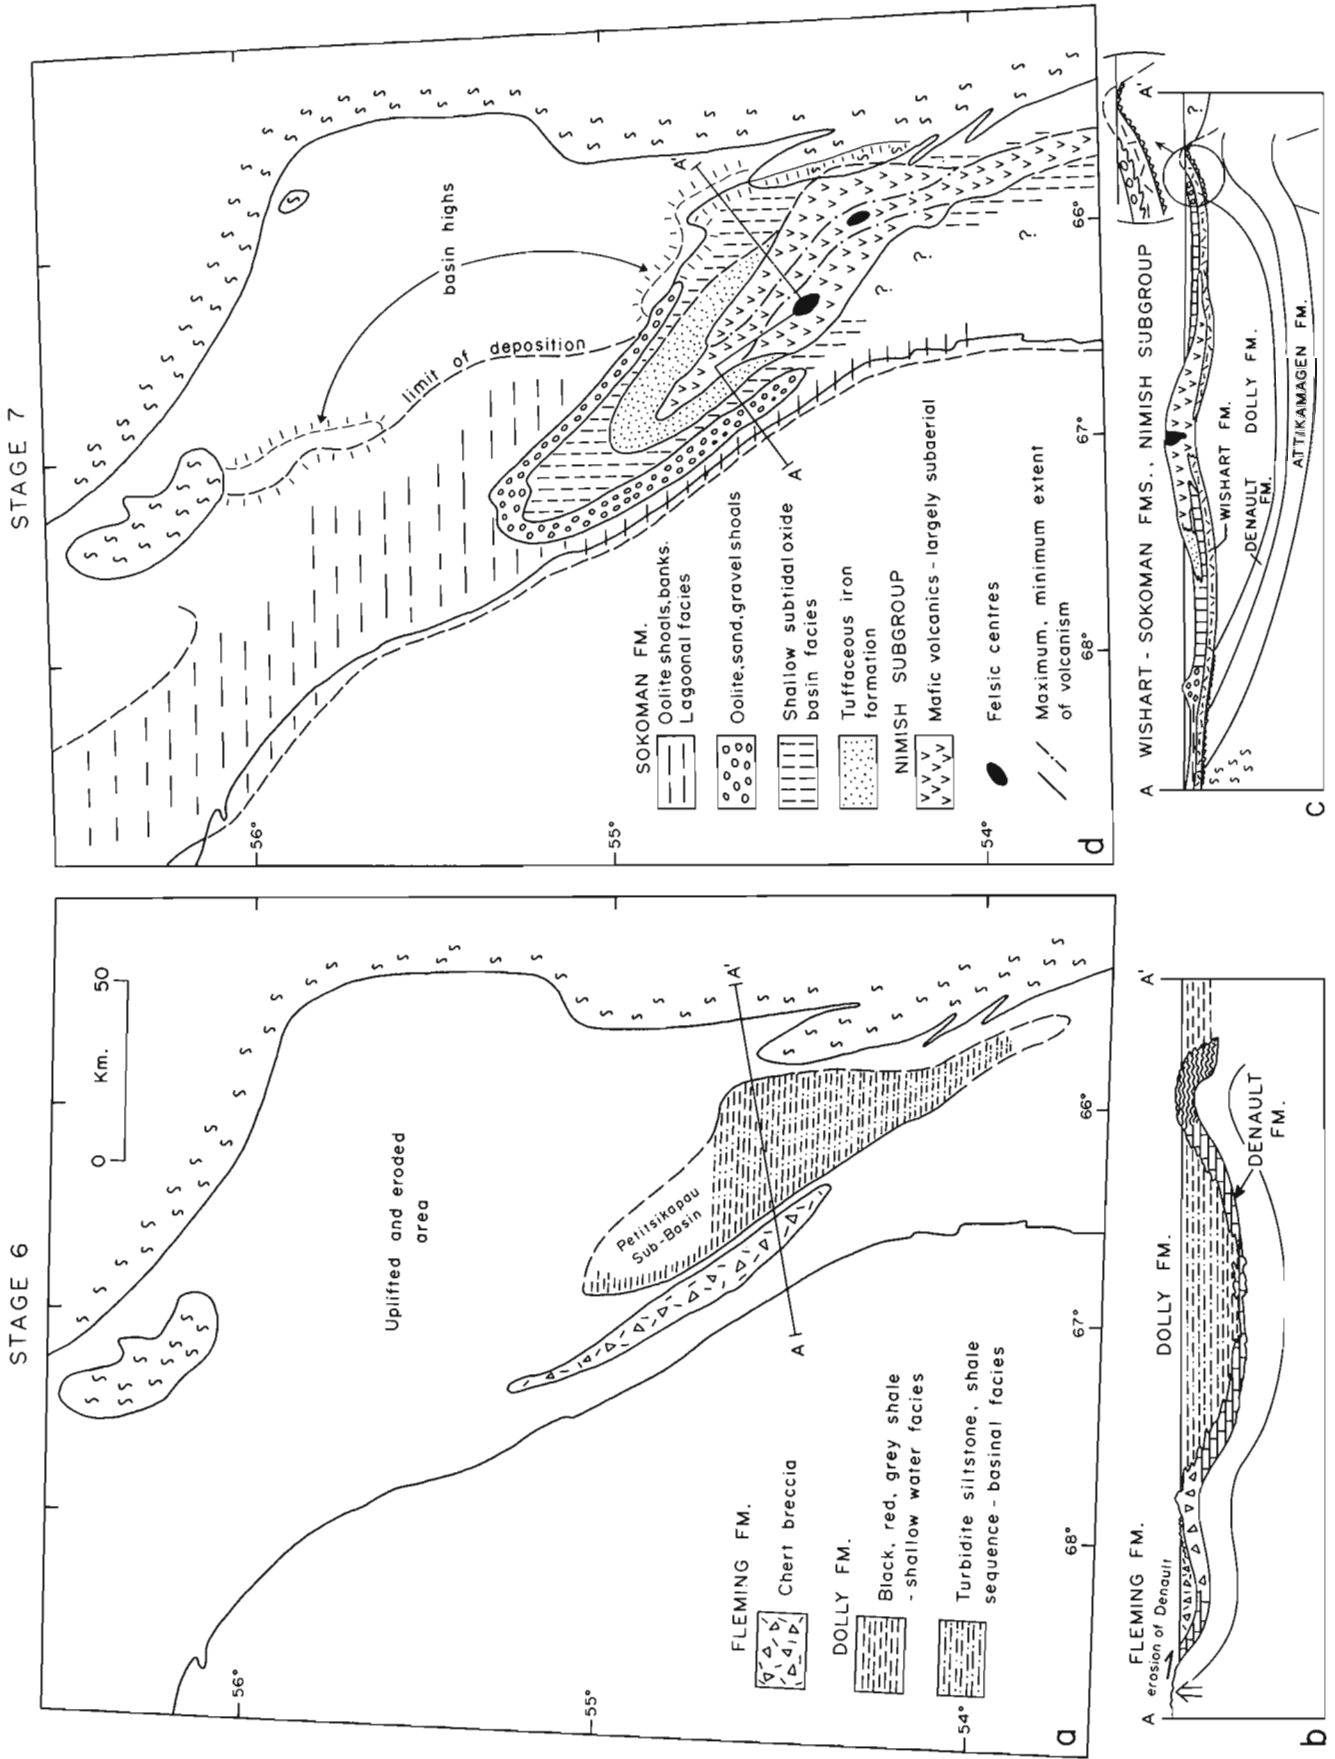 STAGE 6
0 Km. 50
56°
55°
54°
Uplifted and eroded
area
Petitsikapau
Sub-Basin
A
A'
66°
67°
68°
FLEMING FM.
Chert breccia
DOLLY FM.
Black, red, grey shale
- shallow water facies
Turbidite siltstone, shale
sequence - basinal facies
a
STAGE 7
basin highs
limit of deposition
A
A'
?
?
?
56°
55°
54°
66°
67°
68°
SOKOMAN FM.
Oolite shoals, banks.
Lagoonal facies
Oolite, sand, gravel shoals
Shallow subtidal oxide
basin facies
Tuffaceous iron
formation
NIMISH SUBGROUP
Mafic volcanics - largely subaerial
Felsic centres
Maximum, minimum extent
of volcanism
d
FLEMING FM.
DOLLY FM.
A
erosion of Denault
A'
DENAULT
FM.
b
A
WISHART - SOKOMAN FMS., NIMISH SUBGROUP
A'
?
WISHART FM.
DENAULT
FM.
DOLLY FM.
ATTIKAMAGEN FM.
c